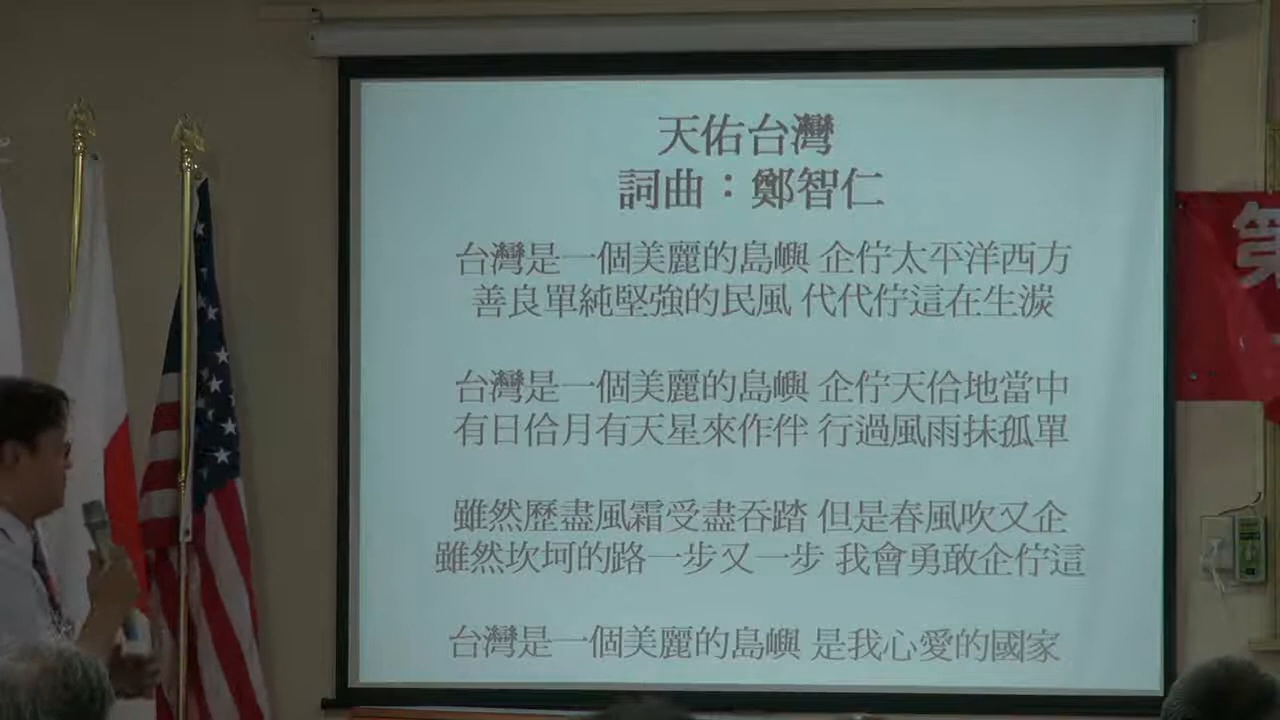 天佑台灣
詞曲：鄭智仁
台灣是一個美麗的島嶼 企佇太平洋西方
善良單純堅強的民風 代代佇這在生湠
台灣是一個美麗的島嶼 企佇天佮地當中
有日佮月有天星來作伴 行過風雨抹孤單
雖然歷盡風霜受盡吞踏 但是春風吹又企
雖然坎坷的路一步又一步 我會勇敢企佇這
台灣是一個美麗的島嶼 是我心愛的國家
第